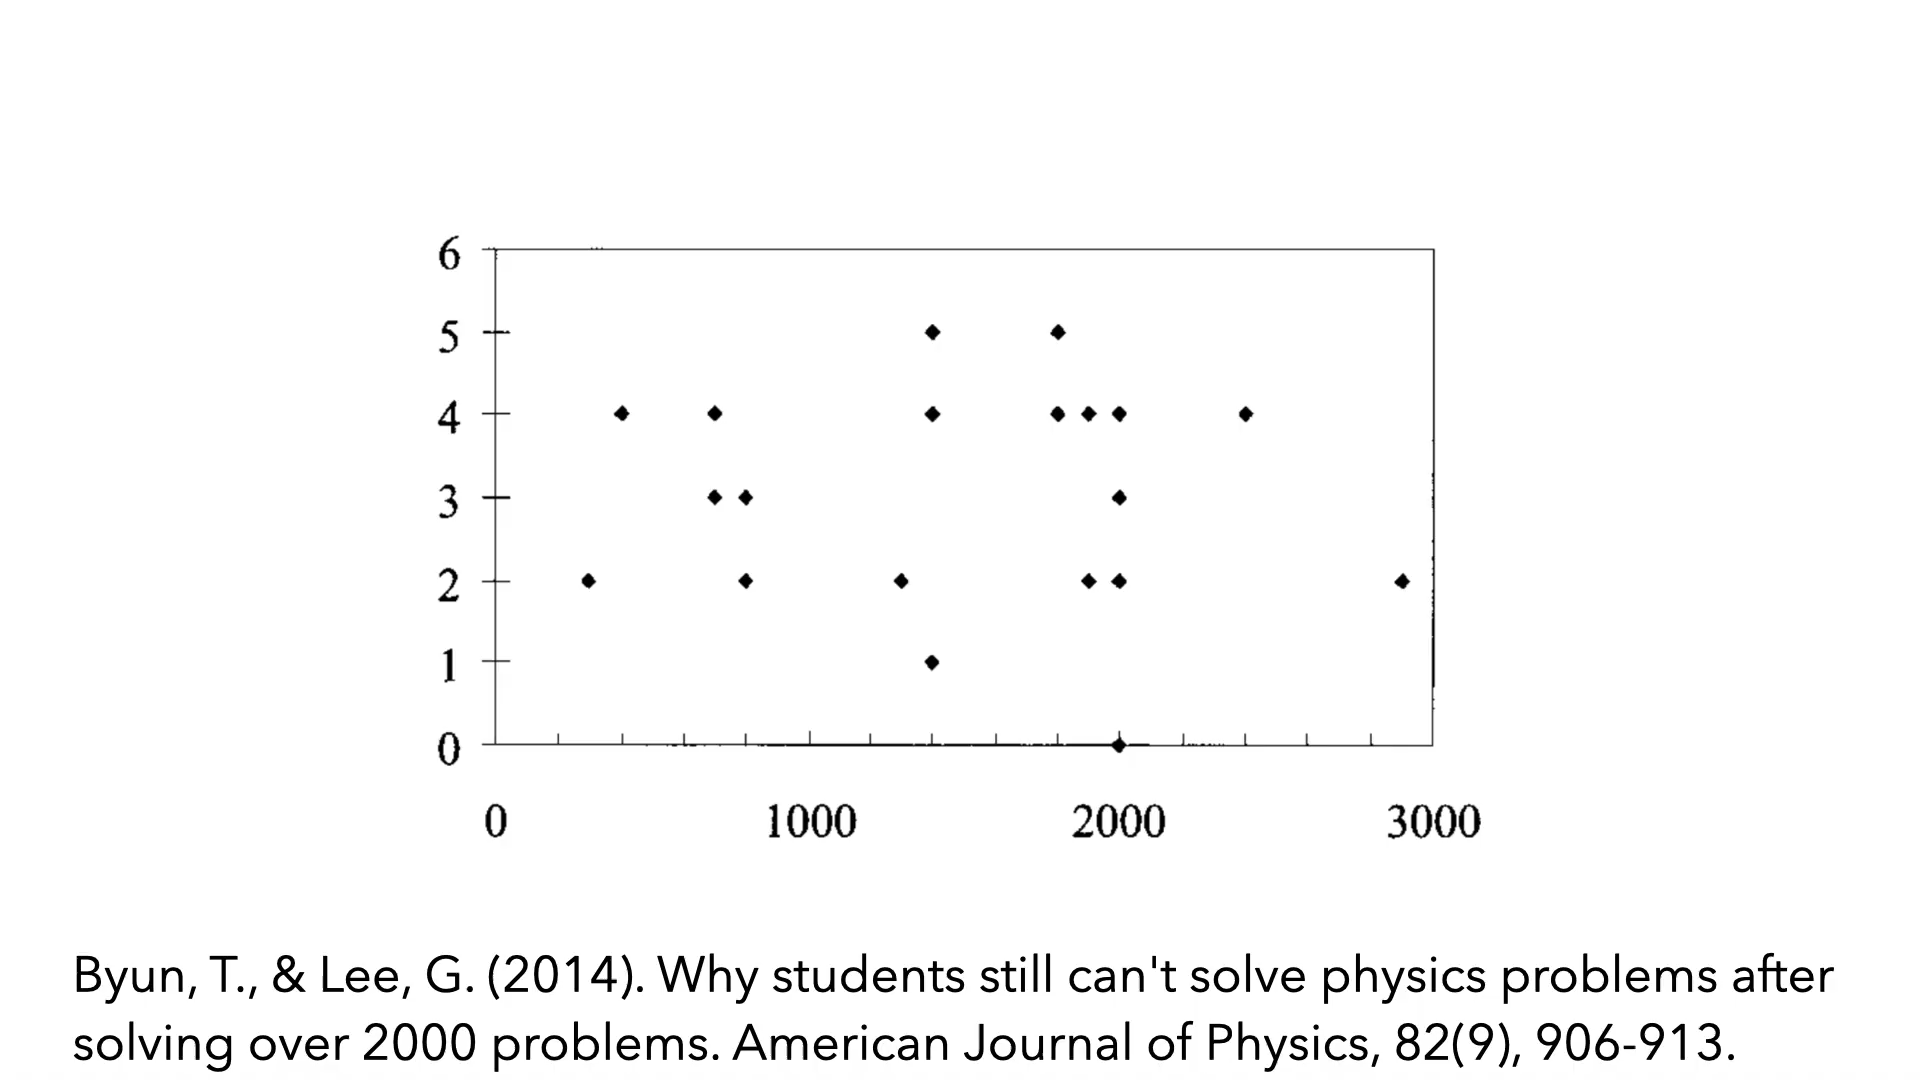 6
5
4
3
2
1
0
0 1000 2000 3000
Byun, T., & Lee, G. (2014). Why students still can't solve physics problems after
solving over 2000 problems. American Journal of Physics, 82(9), 906-913.